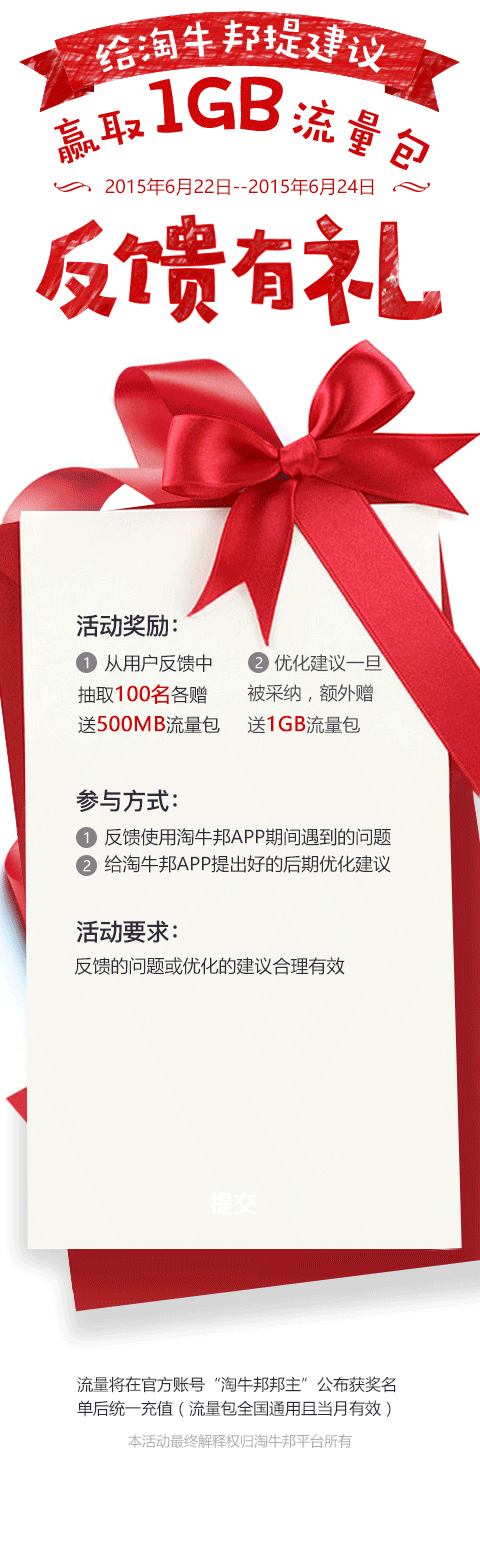 给淘牛邦提建议
赢取1GB流量包
2015年6月22日--2015年6月24日
反馈有礼
活动奖励：
1 从用户反馈中
抽取100名各赠
送500MB流量包
2 优化建议一旦
被采纳，额外赠
送1GB流量包
参与方式：
1 反馈使用淘牛邦APP期间遇到的问题
2 给淘牛邦APP提出好的后期优化建议
活动要求：
反馈的问题或优化的建议合理有效
提交
流量将在官方账号“淘牛邦邦主”公布获奖名
单后统一充值（流量包全国通用且当月有效）
本活动最终解释权归淘牛邦平台所有